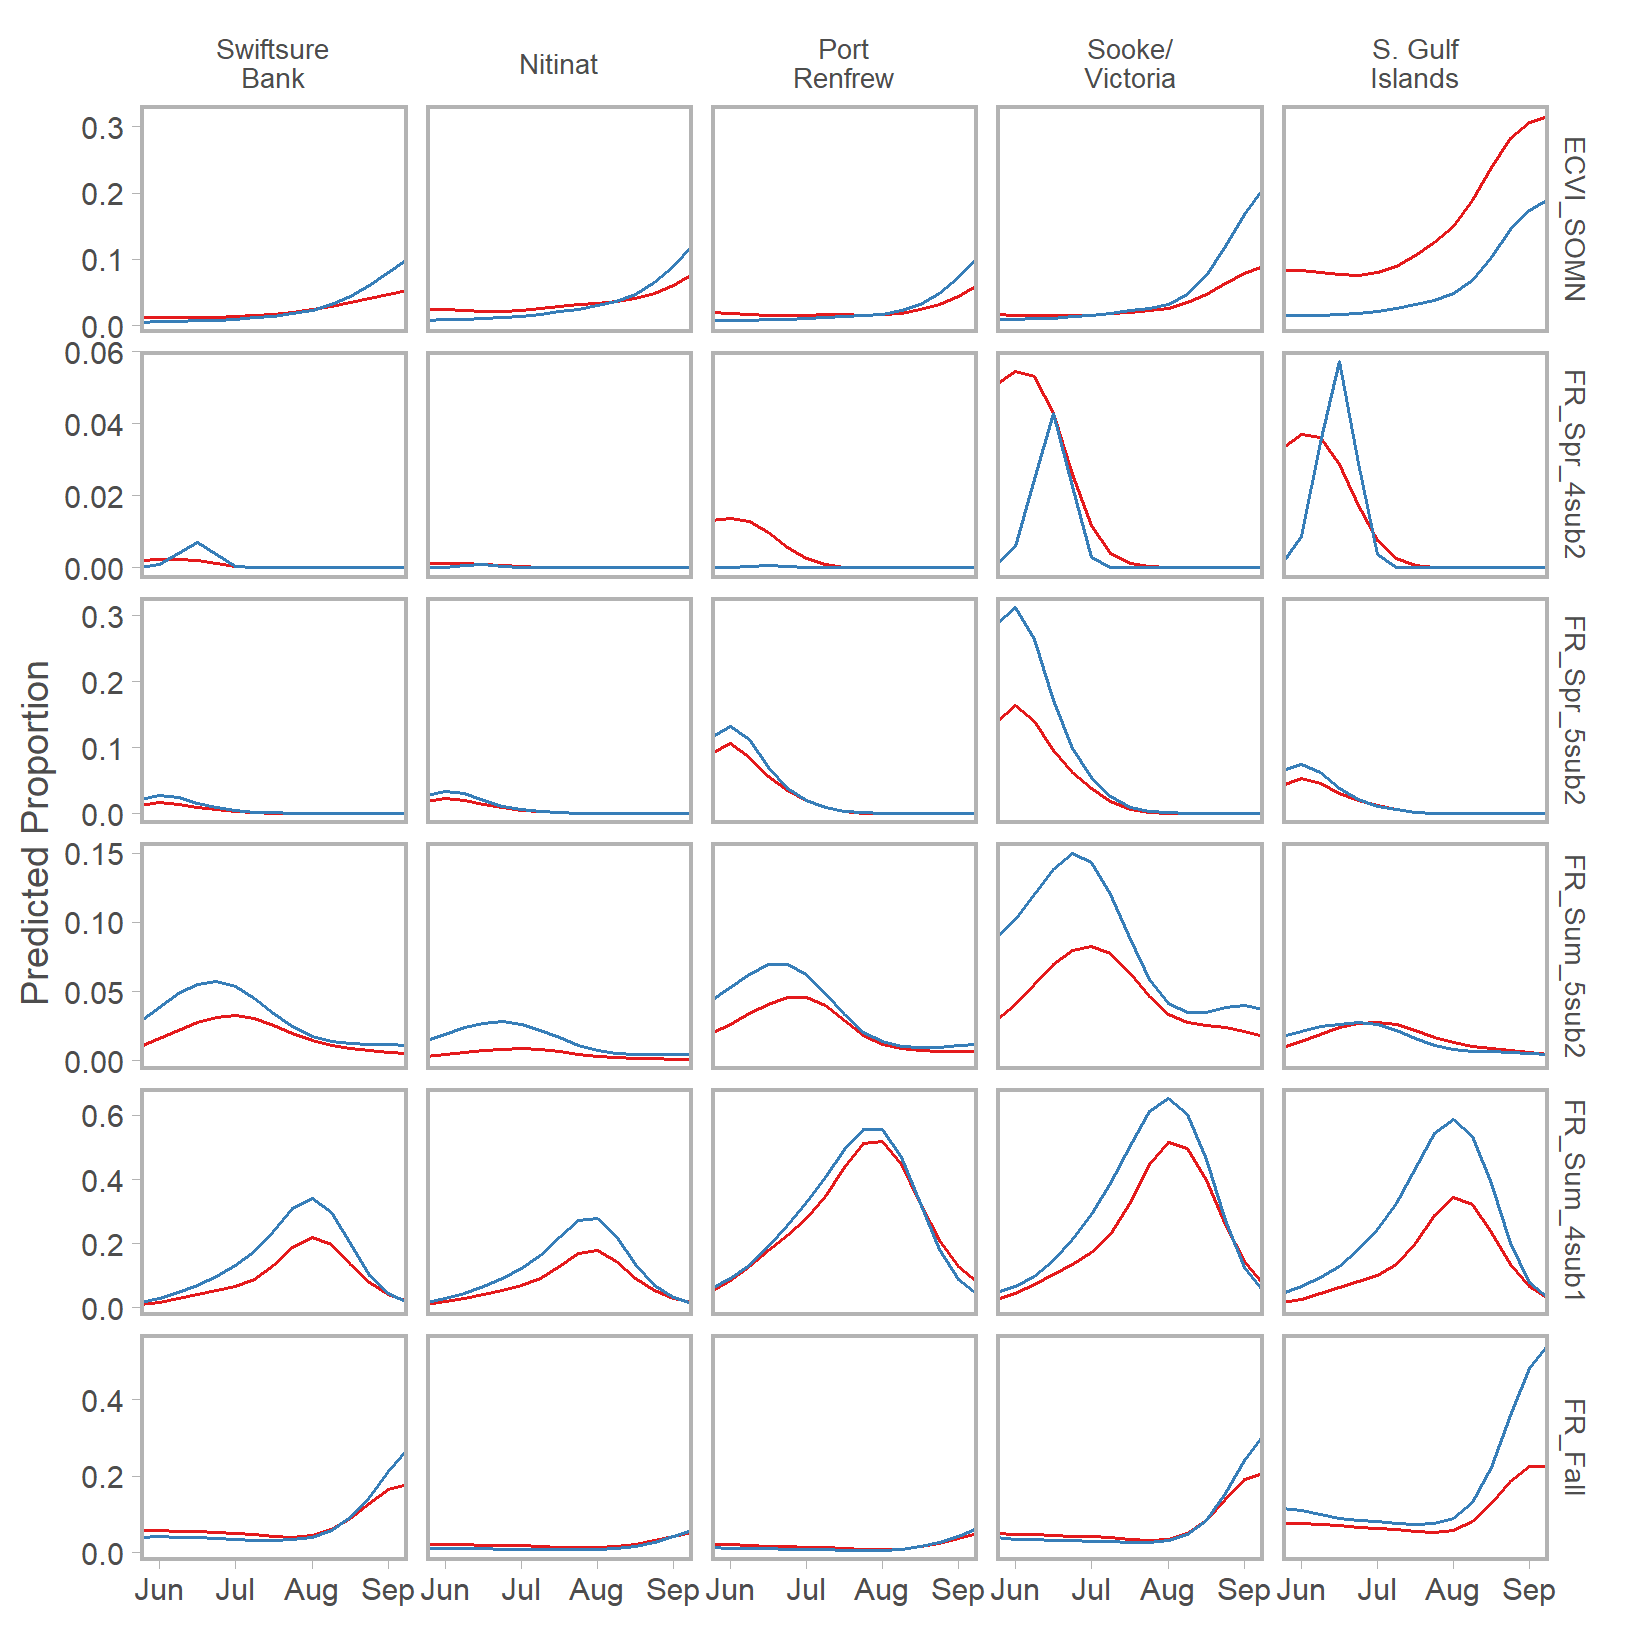 Swiftsure
Bank
Nitinat
Port
Renfrew
Sooke/
Victoria
S. Gulf
Islands
Predicted Proportion
0.3
0.2
0.1
0.0
ECVI_SOMN
0.06
0.04
0.02
0.00
FR_Spr_4sub2
0.3
0.2
0.1
0.0
FR_Spr_5sub2
0.15
0.10
0.05
0.00
FR_Sum_5sub2
0.6
0.4
0.2
0.0
FR_Sum_4sub1
0.4
0.2
0.0
FR_Fall
Jun Jul Aug Sep
Jun Jul Aug Sep
Jun Jul Aug Sep
Jun Jul Aug Sep
Jun Jul Aug Sep